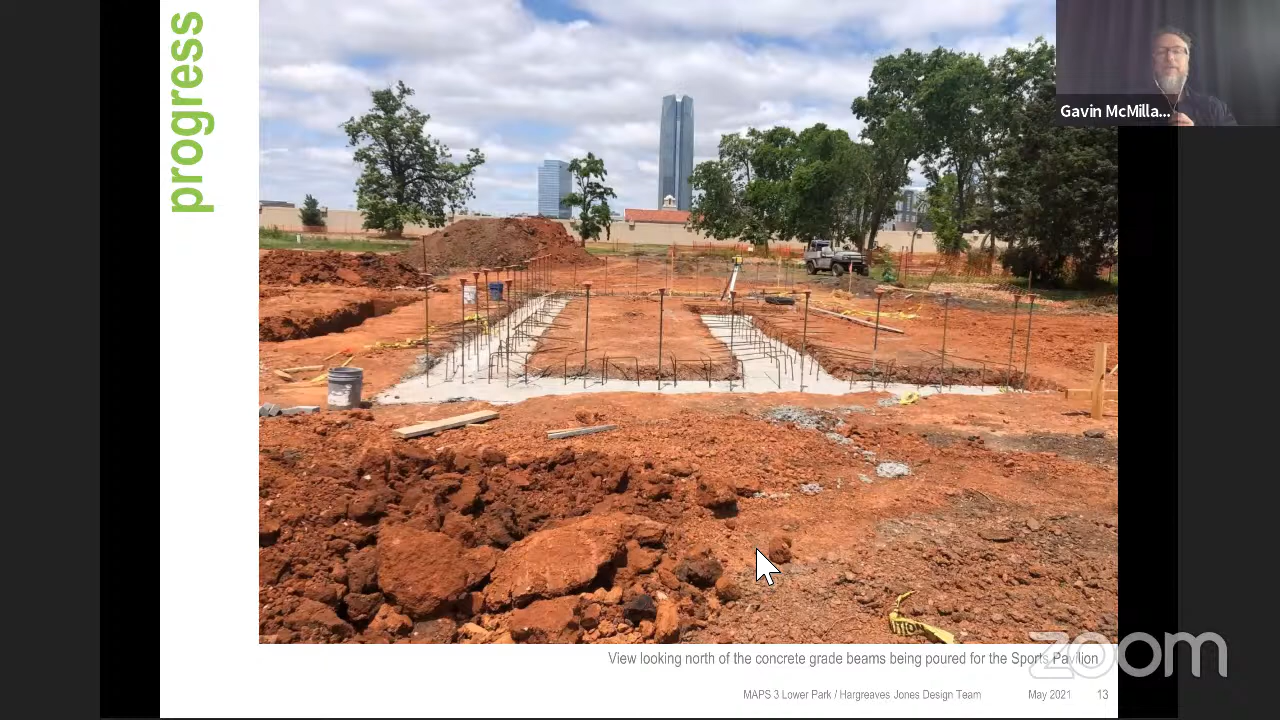 progress
Gavin McMilla...
UTION
View looking north of the concrete grade beams being poured for the Sports Pavilion
zoom
MAPS 3 Lower Park / Hargreaves Jones Design Team
May 2021
13